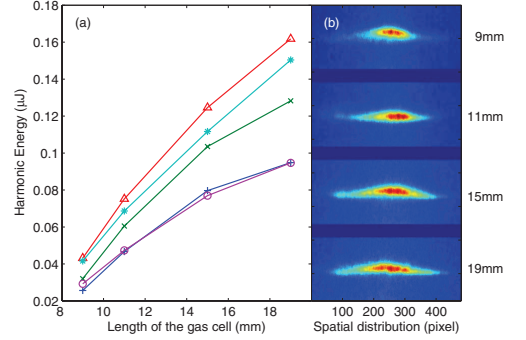 (a)
0.18
0.16
0.14
0.12
0.1
0.08
0.06
0.04
0.02
Harmonic Energy (μJ)
8
10
12
14
16
18
Length of the gas cell (mm)
(b)
9mm
11mm
15mm
19mm
100
200
300
400
Spatial distribution (pixel)